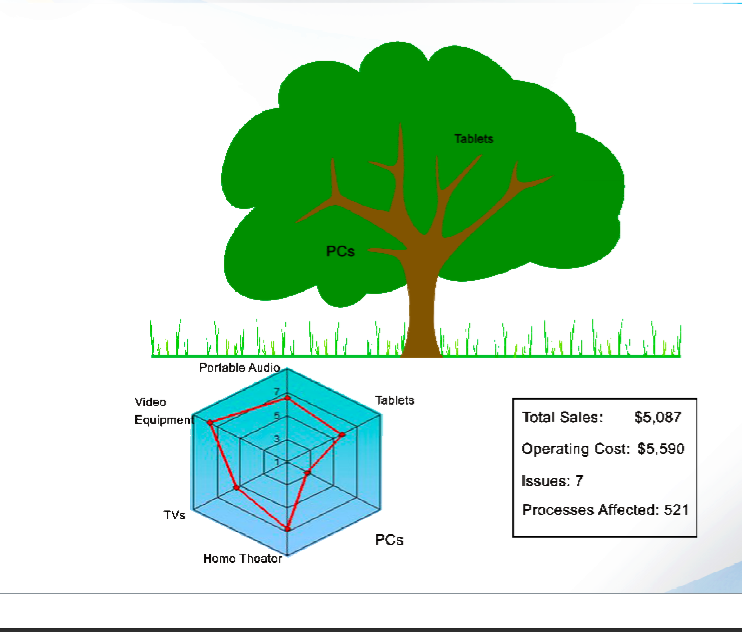 Tablets
PCs
Portable Audio
Video
Equipment
Tablets
7
5
3
1
TVs
PCs
Home Theater
Total Sales: $5,087
Operating Cost: $5,590
Issues: 7
Processes Affected: 521